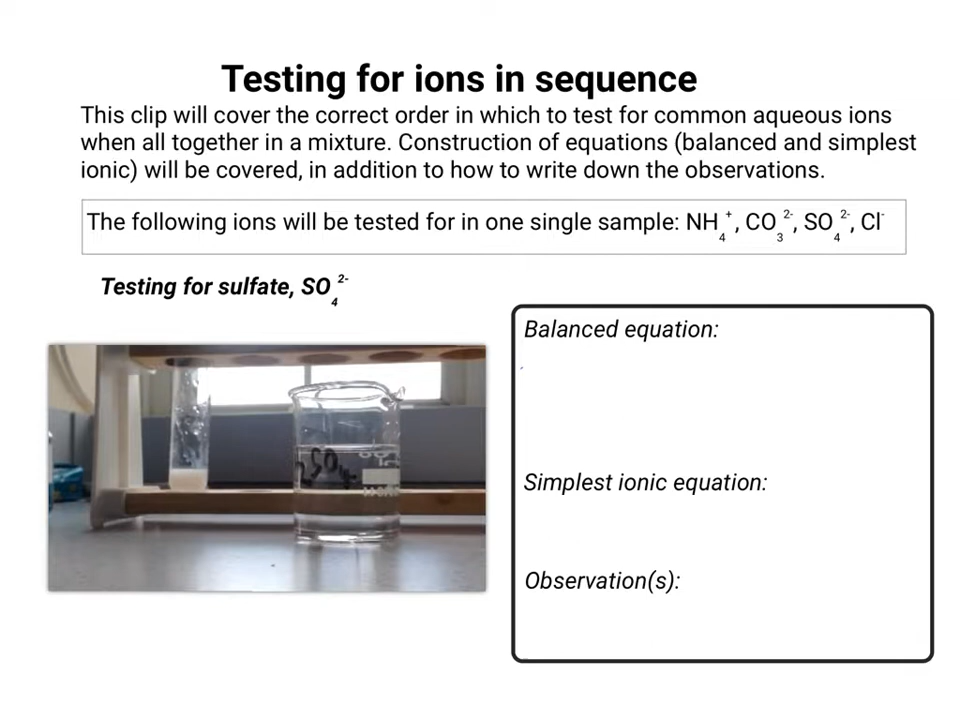 Testing for ions in sequence
This clip will cover the correct order in which to test for common aqueous ions
when all together in a mixture. Construction of equations (balanced and simplest
ionic) will be covered, in addition to how to write down the observations.
The following ions will be tested for in one single sample: NH₄⁺, CO₃²⁻, SO₄²⁻, Cl⁻
Testing for sulfate, SO₄²⁻
Balanced equation:
Simplest ionic equation:
Observation(s):